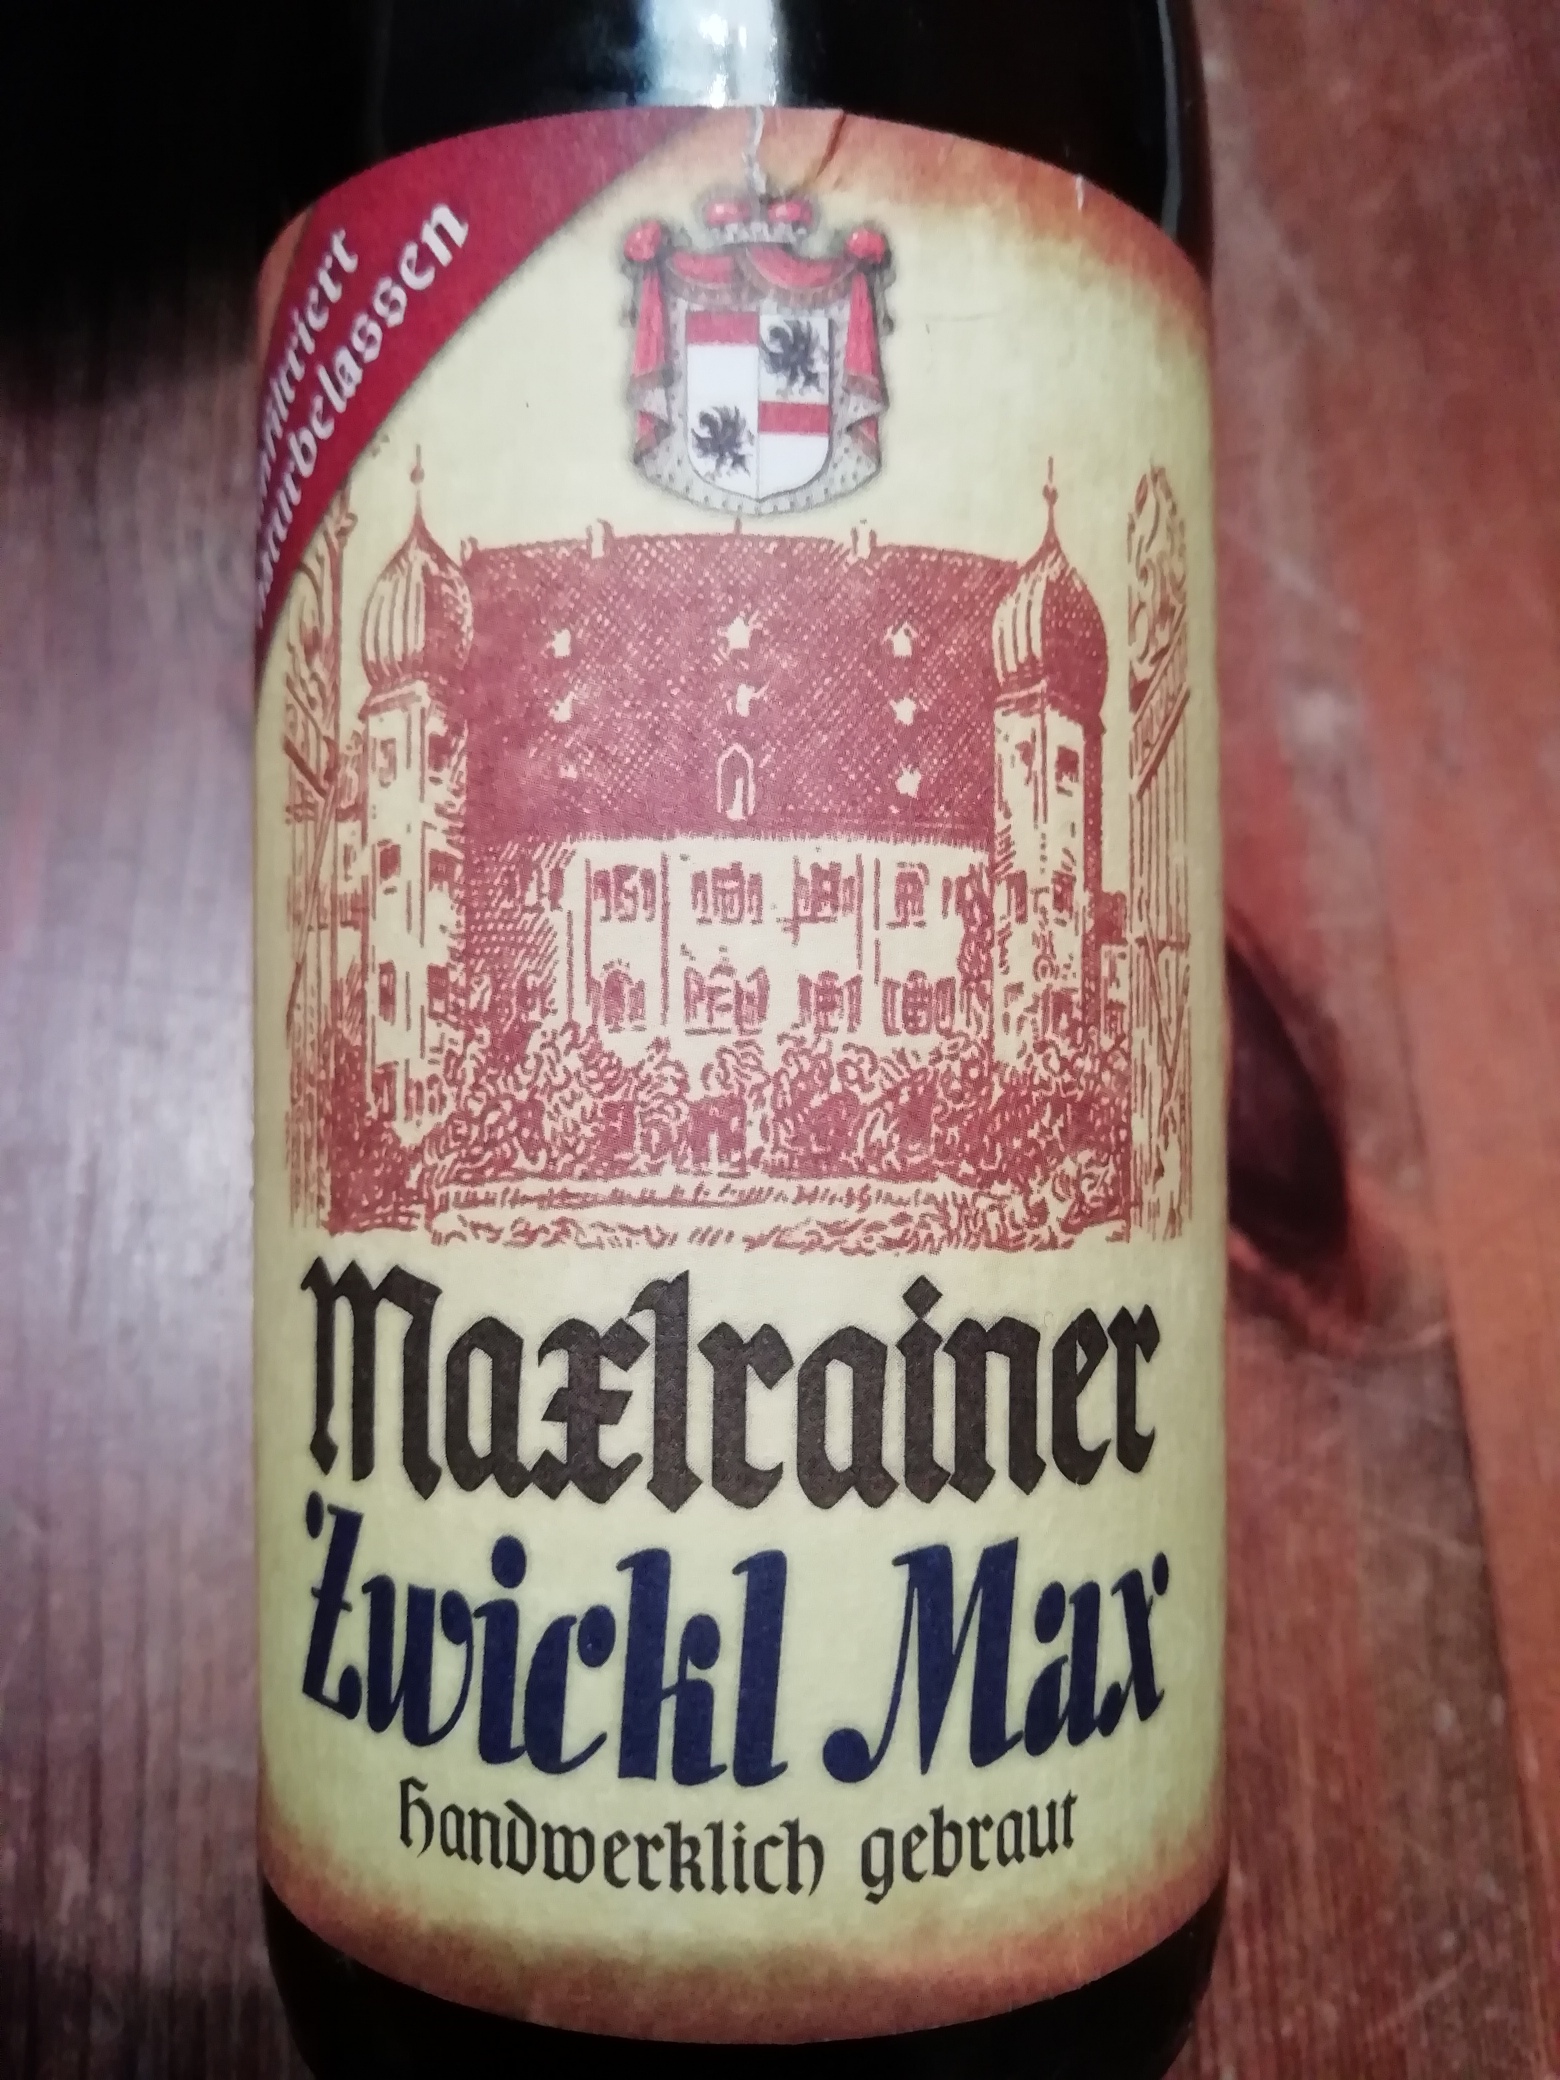 Maxlrainer
Zwickl Max
Handwerklich gebraut